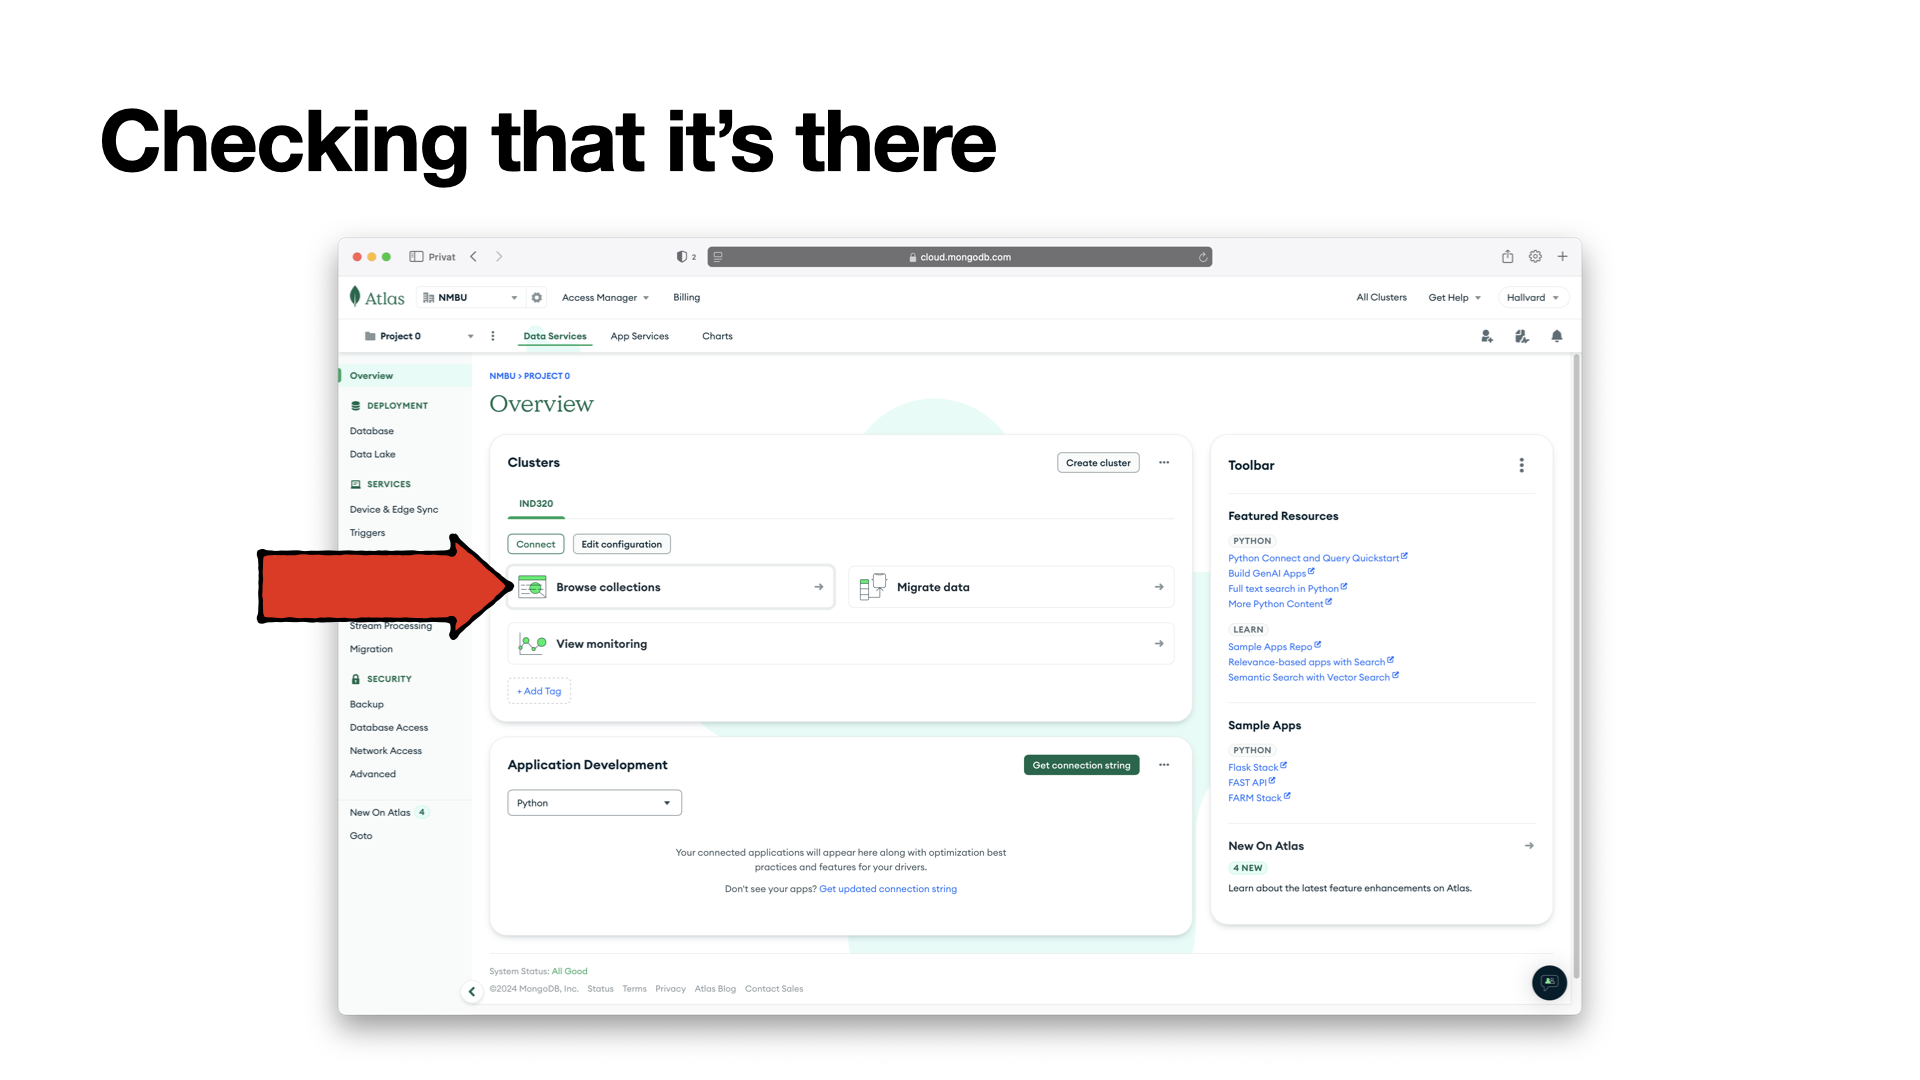 Checking that it’s there
Privat
2
cloud.mongodb.com
Atlas
NMBU
Access Manager
Billing
All Clusters
Get Help
Hallvard
Project 0
Data Services
App Services
Charts
Overview
DEPLOYMENT
Database
Data Lake
SERVICES
Device & Edge Sync
Triggers
Stream Processing
Migration
SECURITY
Backup
Database Access
Network Access
Advanced
New On Atlas 4
Goto
NMBU > PROJECT 0
Overview
Clusters
Create cluster
IND320
Connect
Edit configuration
Browse collections
Migrate data
View monitoring
+ Add Tag
Application Development
Get connection string
Python
Your connected applications will appear here along with optimization best
practices and features for your drivers.
Don't see your apps? Get updated connection string
Toolbar
Featured Resources
PYTHON
Python Connect and Query Quickstart
Build GenAI Apps
Full text search in Python
More Python Content
LEARN
Sample Apps Repo
Relevance-based apps with Search
Semantic Search with Vector Search
Sample Apps
PYTHON
Flask Stack
FAST API
FARM Stack
New On Atlas
4 NEW
Learn about the latest feature enhancements on Atlas.
System Status: All Good
©2024 MongoDB, Inc. Status Terms Privacy Atlas Blog Contact Sales